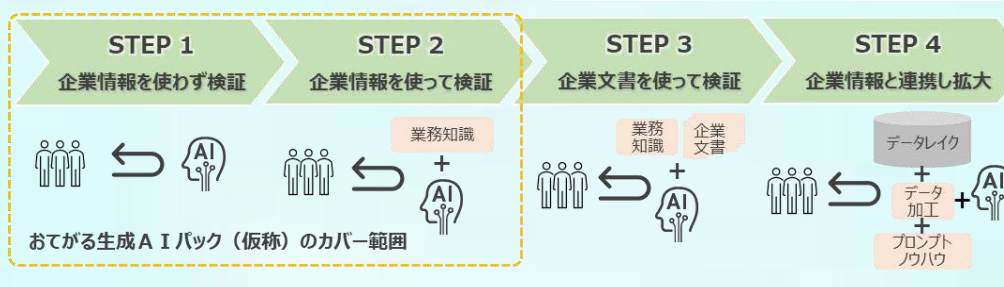 STEP 1
企業情報を使わず検証
STEP 2
企業情報を使って検証
STEP 3
企業文書を使って検証
STEP 4
企業情報と連携し拡大
AI
業務知識
+
AI
業務
知識
企業
文書
+
AI
データレイク
+
データ
加工
+
AI
+
プロンプト
ノウハウ
おてがる生成ＡＩパック（仮称）のカバー範囲